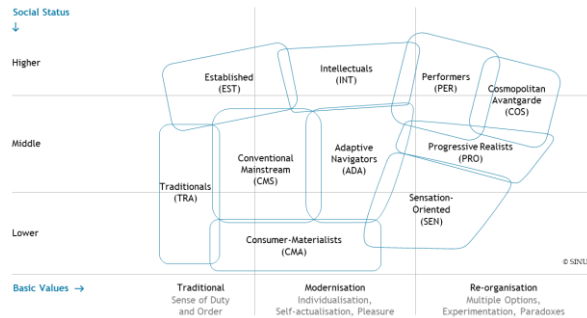 Social Status
↓
Higher
Established
(EST)
Intellectuals
(INT)
Performers
(PER)
Cosmopolitan
Avantgarde
(COS)
Middle
Traditionals
(TRA)
Conventional
Mainstream
(CMS)
Adaptive
Navigators
(ADA)
Progressive Realists
(PRO)
Sensation-
Oriented
(SEN)
Lower
Consumer-Materialists
(CMA)
Basic Values →
Traditional
Sense of Duty
and Order
Modernisation
Individualisation,
Self-actualisation, Pleasure
Re-organisation
Multiple Options,
Experimentation, Paradoxes